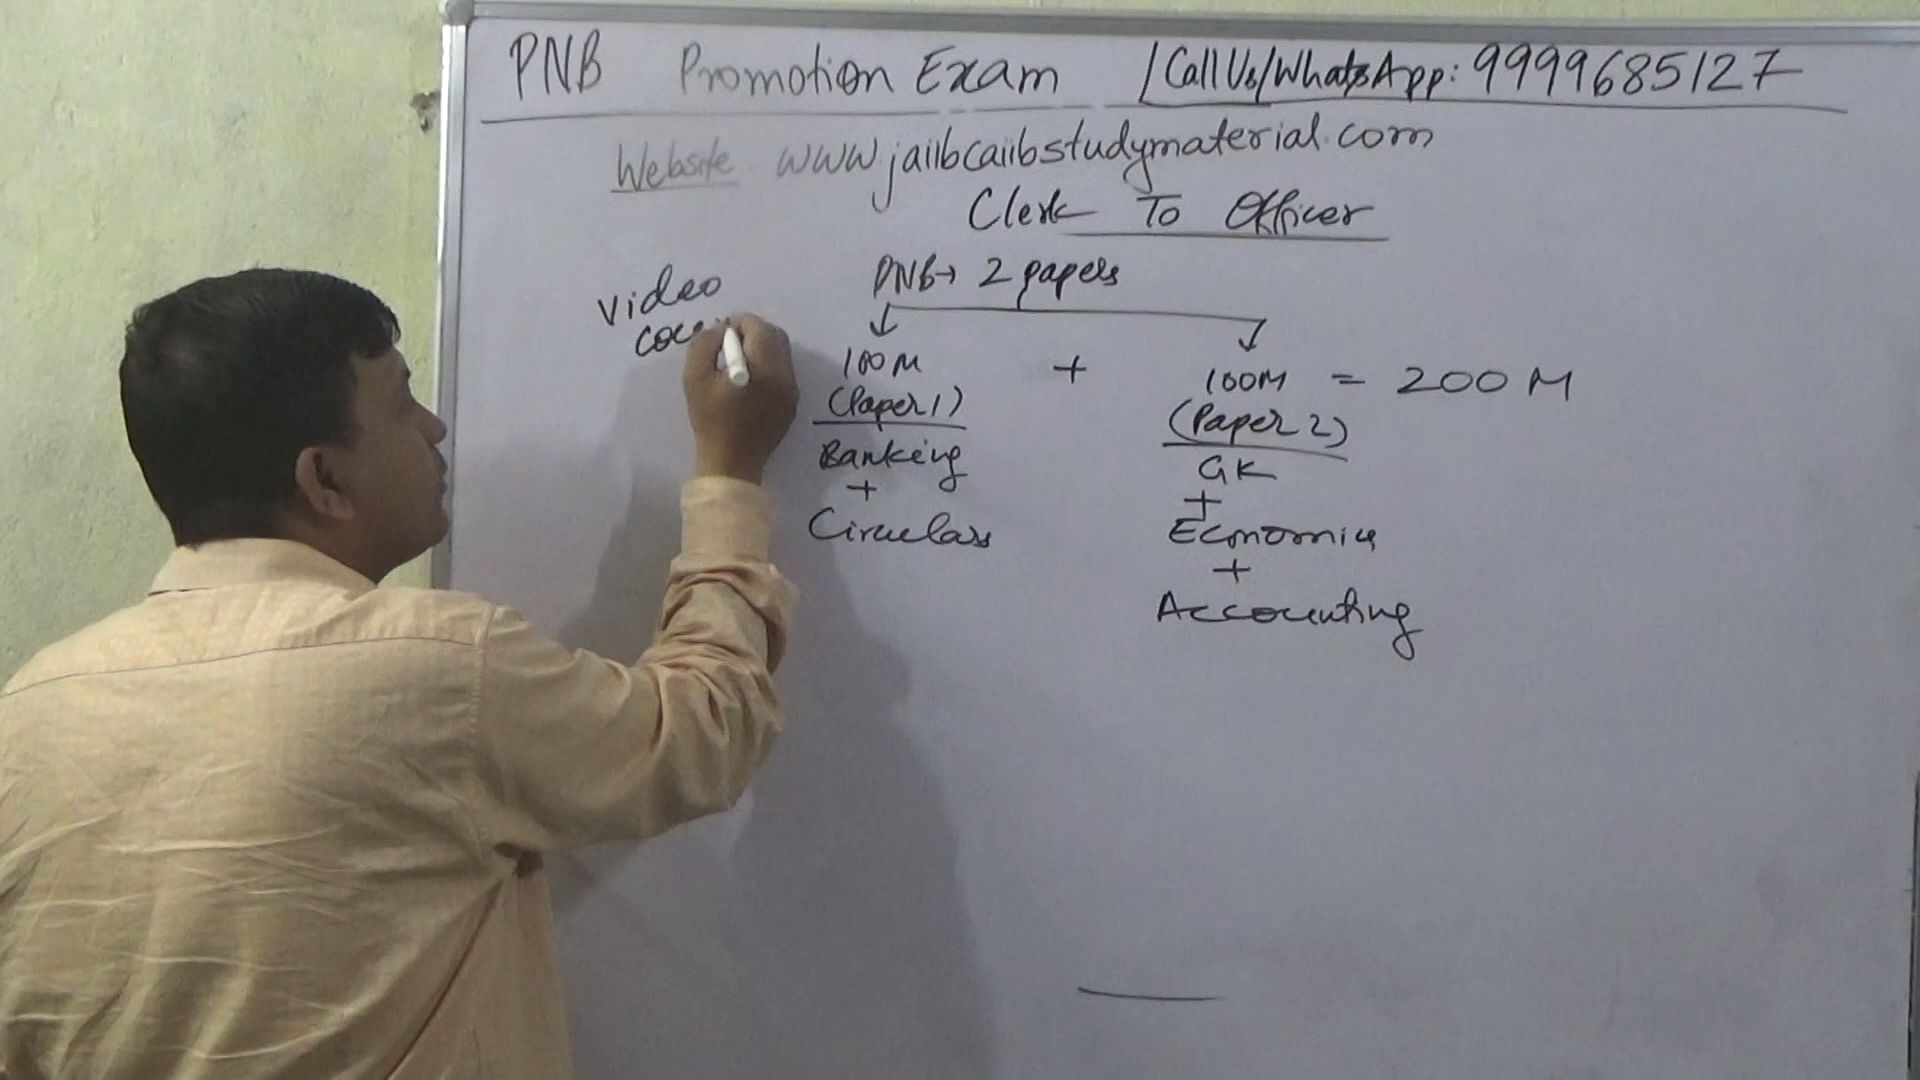 PNB Promotion Exam / Call Us/WhatsApp: 9999685127
Website www.jaiibcaiibstudymaterial.com
Clerk To Officer
PNB→ 2 papers
video
100M + 100M = 200 M
(Paper 1) (Paper 2)
Banking GK
+ +
Circulars Economics
+
Accounting